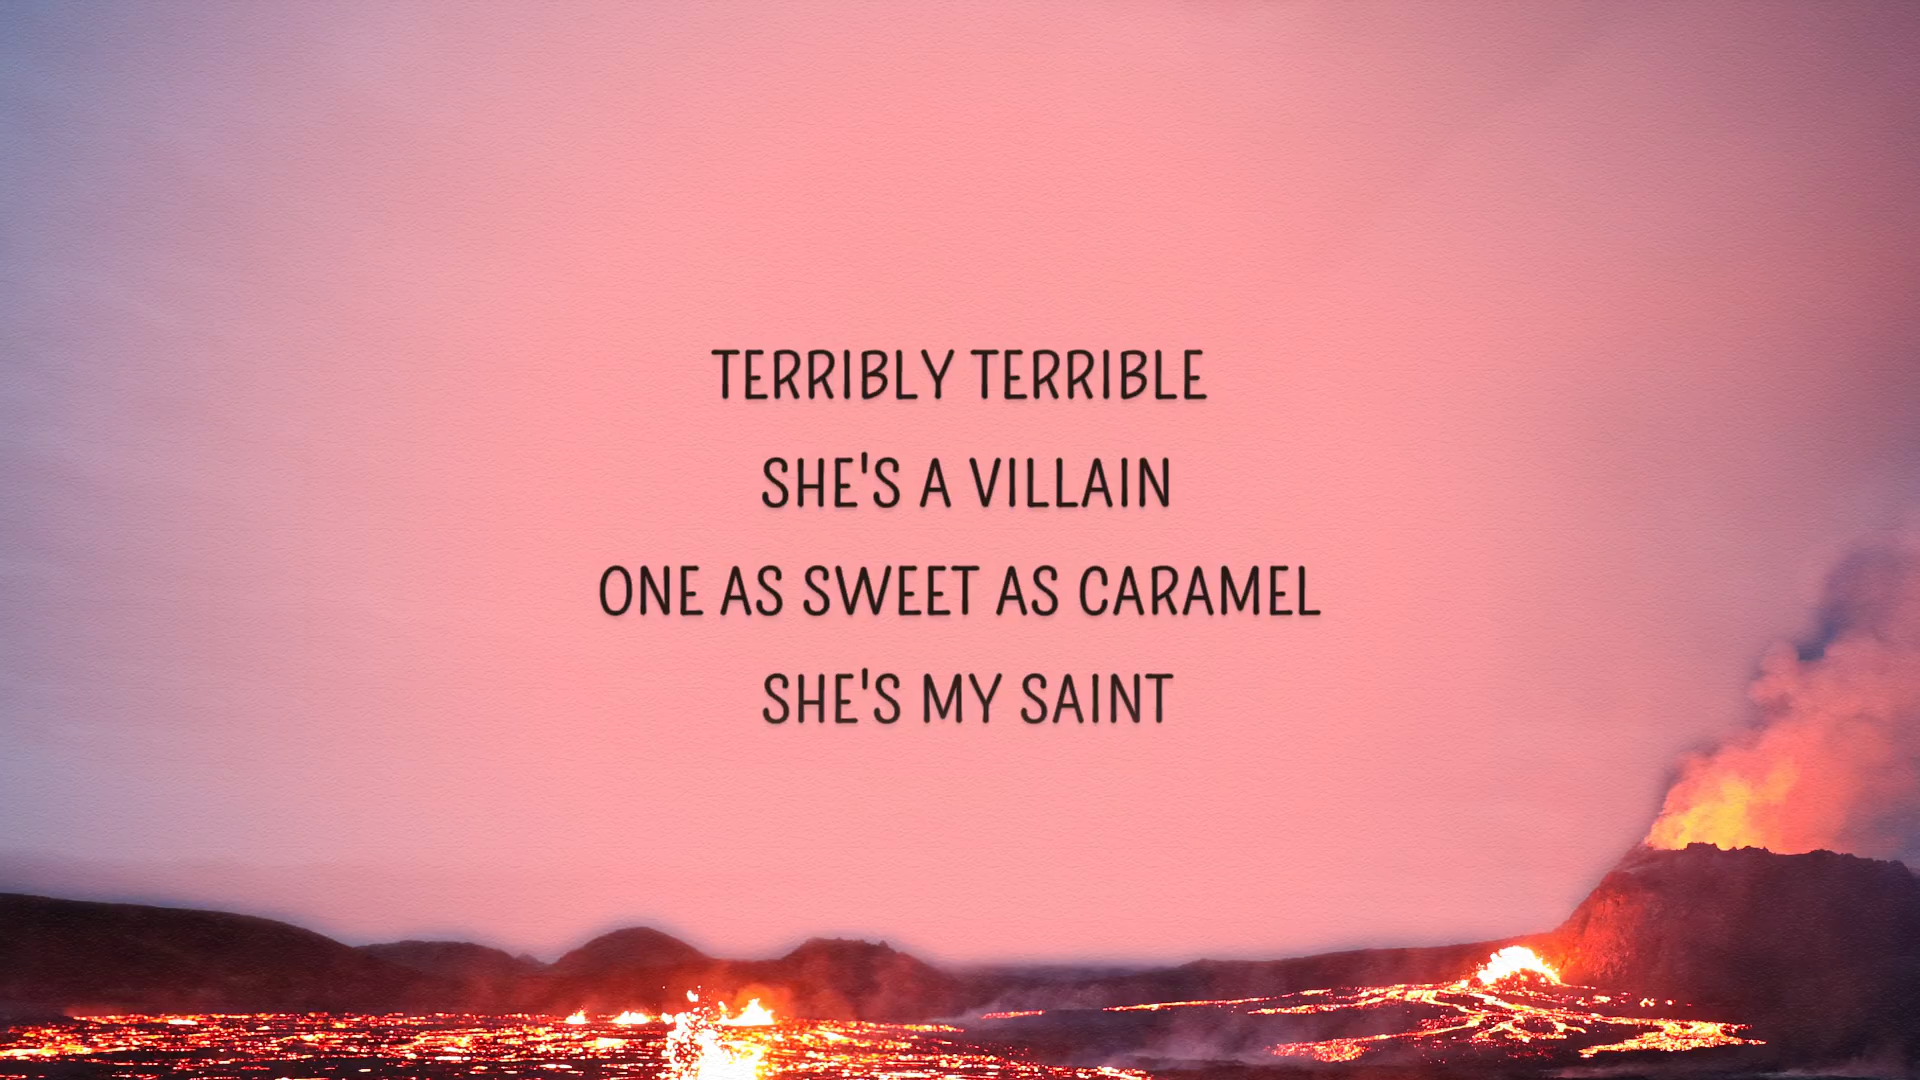 TERRIBLY TERRIBLE
SHE'S A VILLAIN
ONE AS SWEET AS CARAMEL
SHE'S MY SAINT